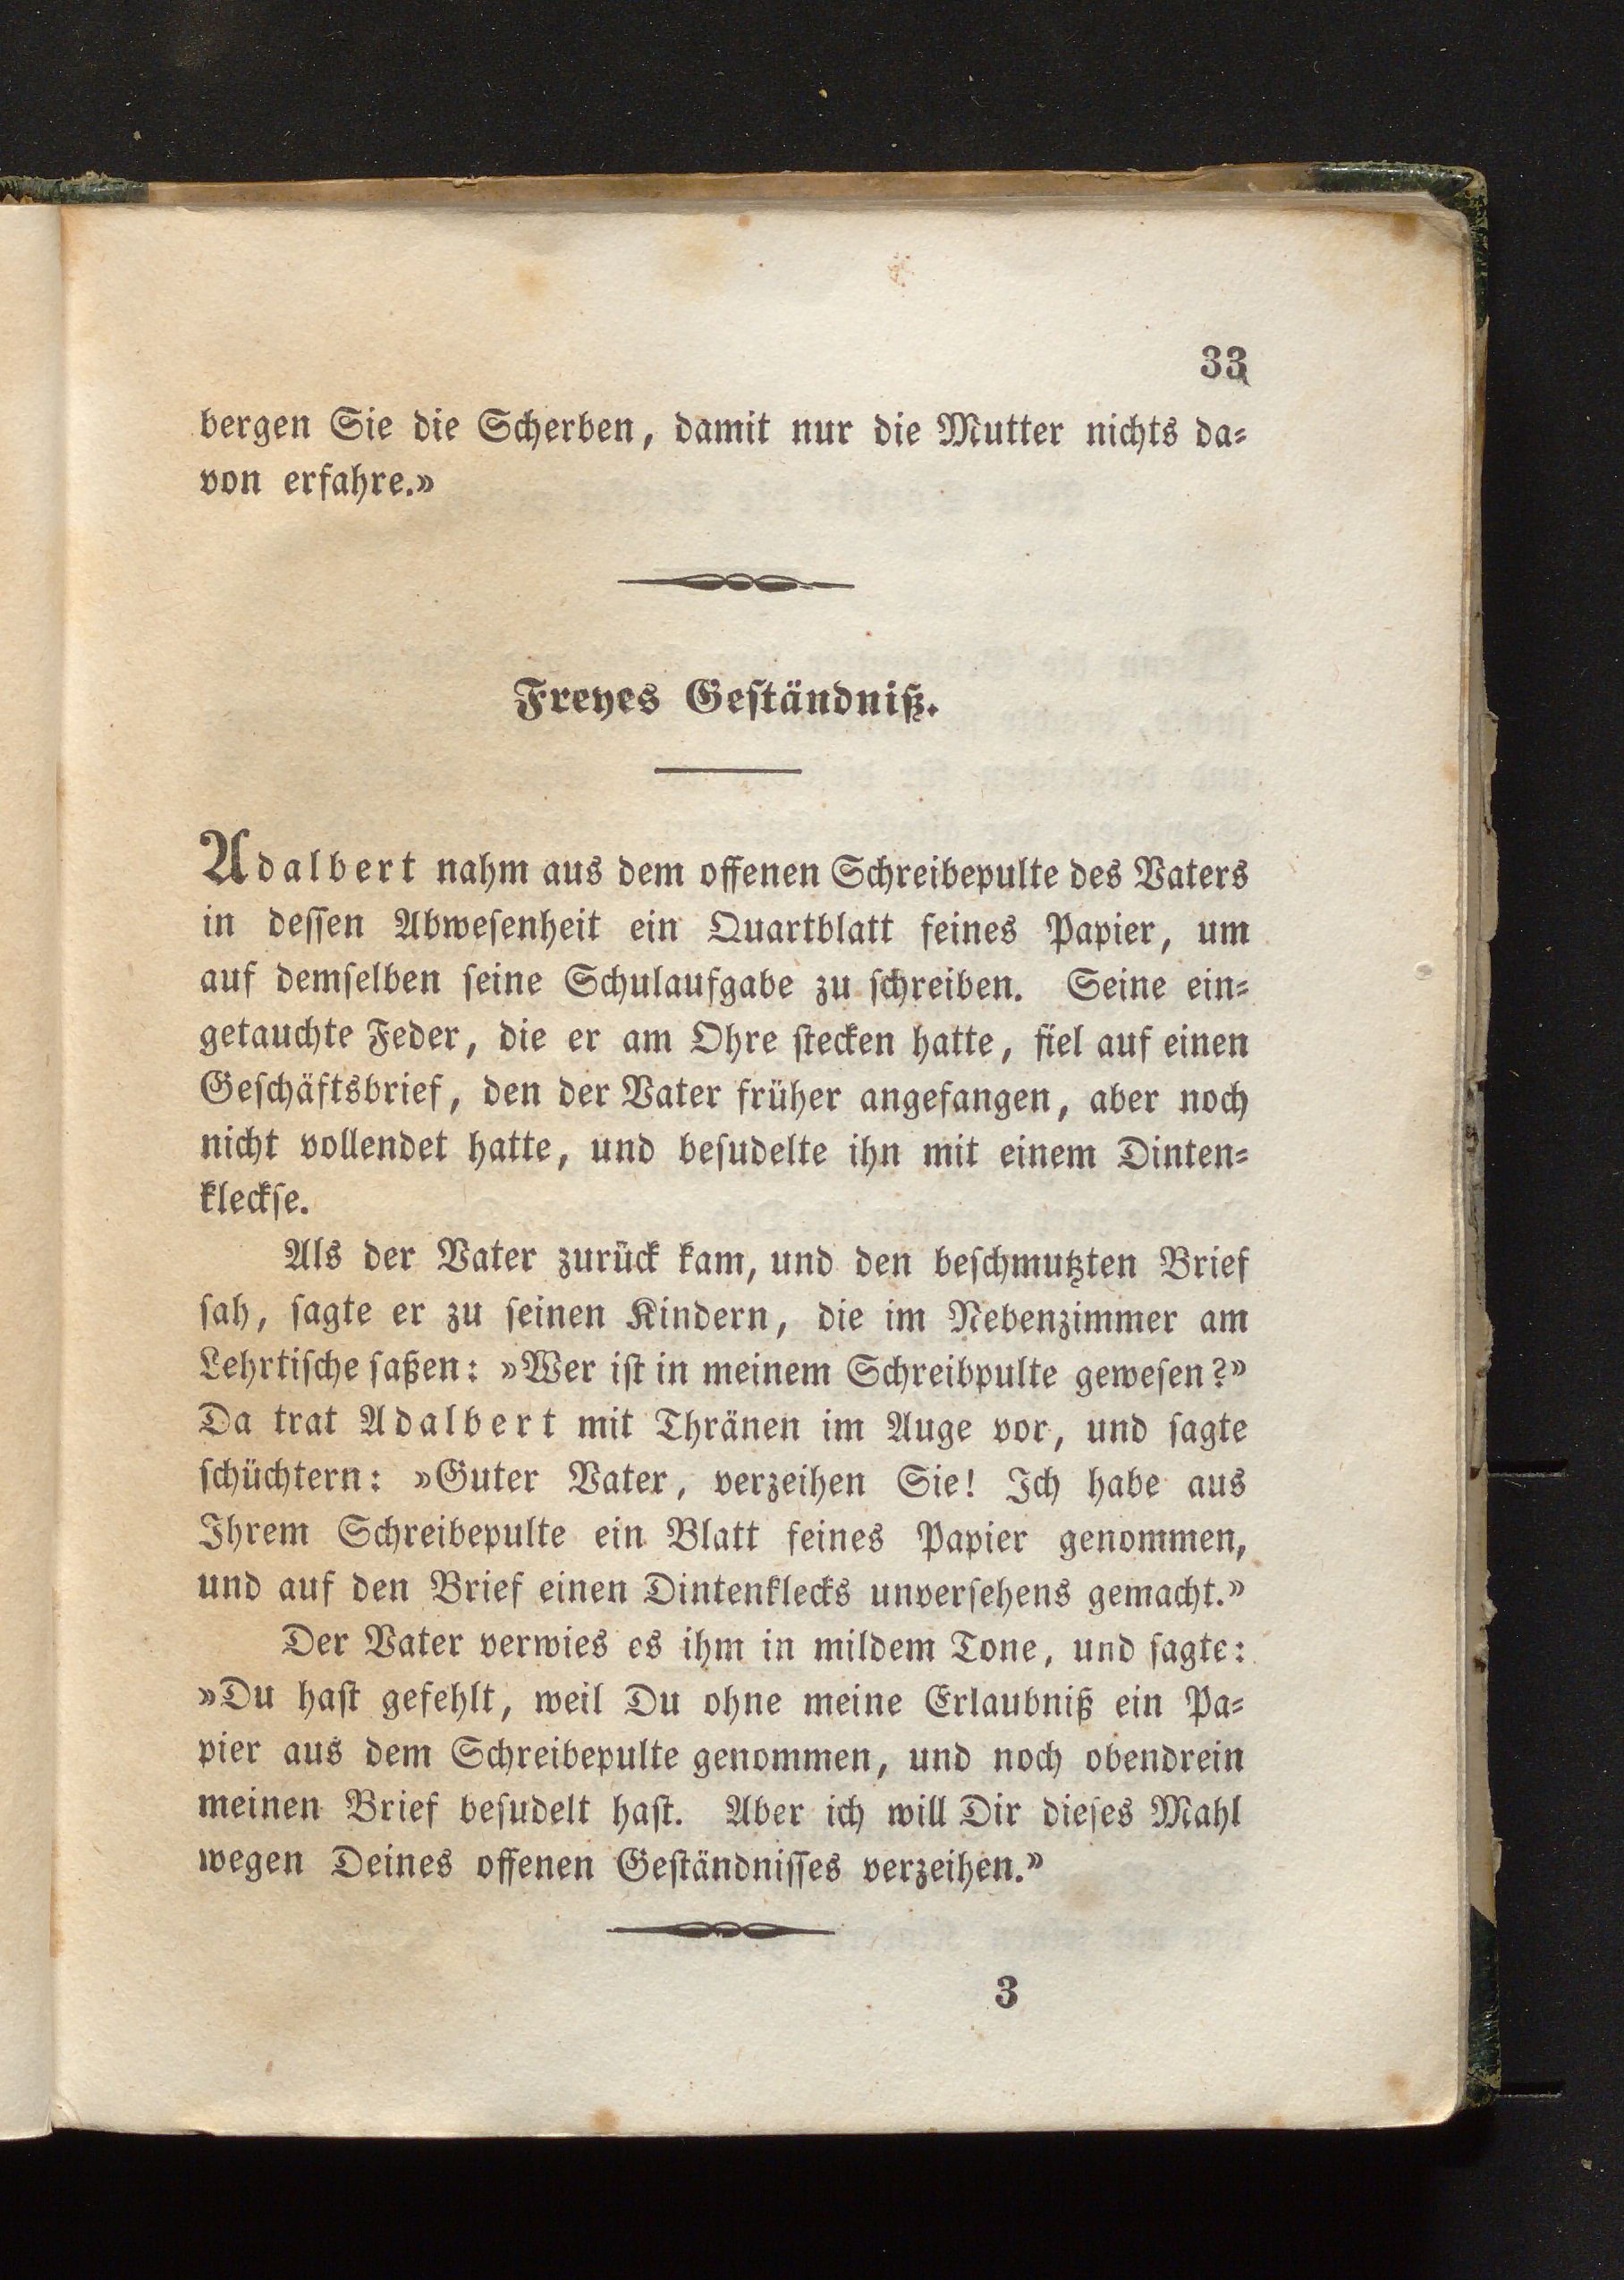 33
bergen Sie die Scherben, damit nur die Mutter nichts da⸗
von erfahre.»
Freyes Geſtändniß.
Adalbert nahm aus dem offenen Schreibepulte des Vaters
in deſſen Abweſenheit ein Quartblatt feines Papier, um
auf demſelben ſeine Schulaufgabe zu ſchreiben. Seine ein⸗
getauchte Feder, die er am Ohre ſtecken hatte, fiel auf einen
Geſchäftsbrief, den der Vater früher angefangen, aber noch
nicht vollendet hatte, und beſudelte ihn mit einem Dinten⸗
kleckſe.
Als der Vater zurück kam, und den beſchmutzten Brief
ſah, ſagte er zu ſeinen Kindern, die im Nebenzimmer am
Lehrtiſche ſaßen: »Wer iſt in meinem Schreibpulte geweſen?»
Da trat Adalbert mit Thränen im Auge vor, und ſagte
ſchüchtern: »Guter Vater, verzeihen Sie! Ich habe aus
Ihrem Schreibepulte ein Blatt feines Papier genommen,
und auf den Brief einen Dintenklecks unverſehens gemacht.»
Der Vater verwies es ihm in mildem Tone, und ſagte:
»Du haſt gefehlt, weil Du ohne meine Erlaubniß ein Pa⸗
pier aus dem Schreibepulte genommen, und noch obendrein
meinen Brief beſudelt haſt. Aber ich will Dir dieſes Mahl
wegen Deines offenen Geſtändniſſes verzeihen.»
3